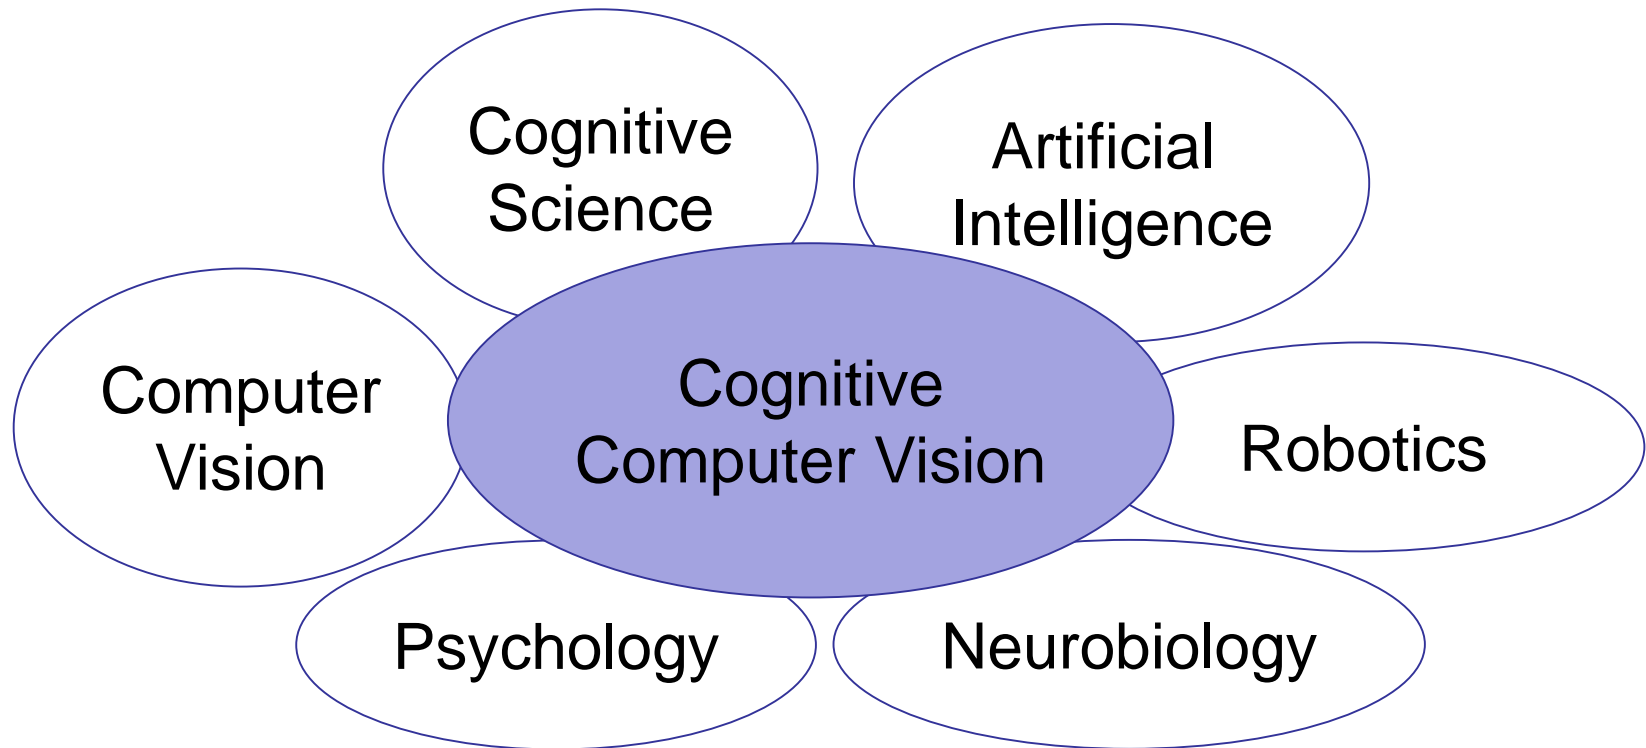 Cognitive
Science
Artificial
Intelligence
Computer
Vision
Cognitive
Computer Vision
Robotics
Psychology
Neurobiology